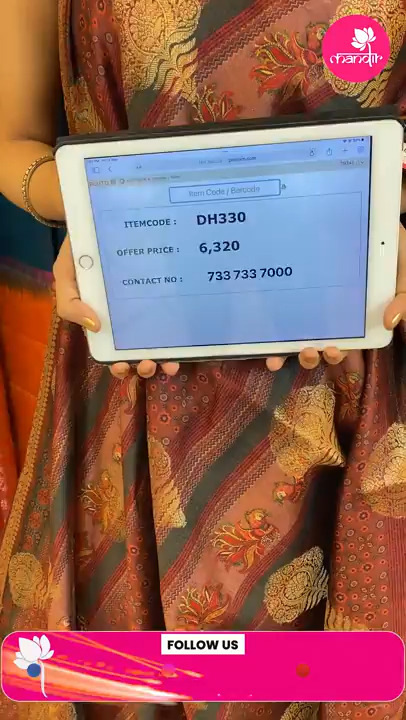 mandir
Item Code / Barcode
ITEMCODE : DH330
OFFER PRICE : 6,320
CONTACT NO : 733 733 7000
FOLLOW US